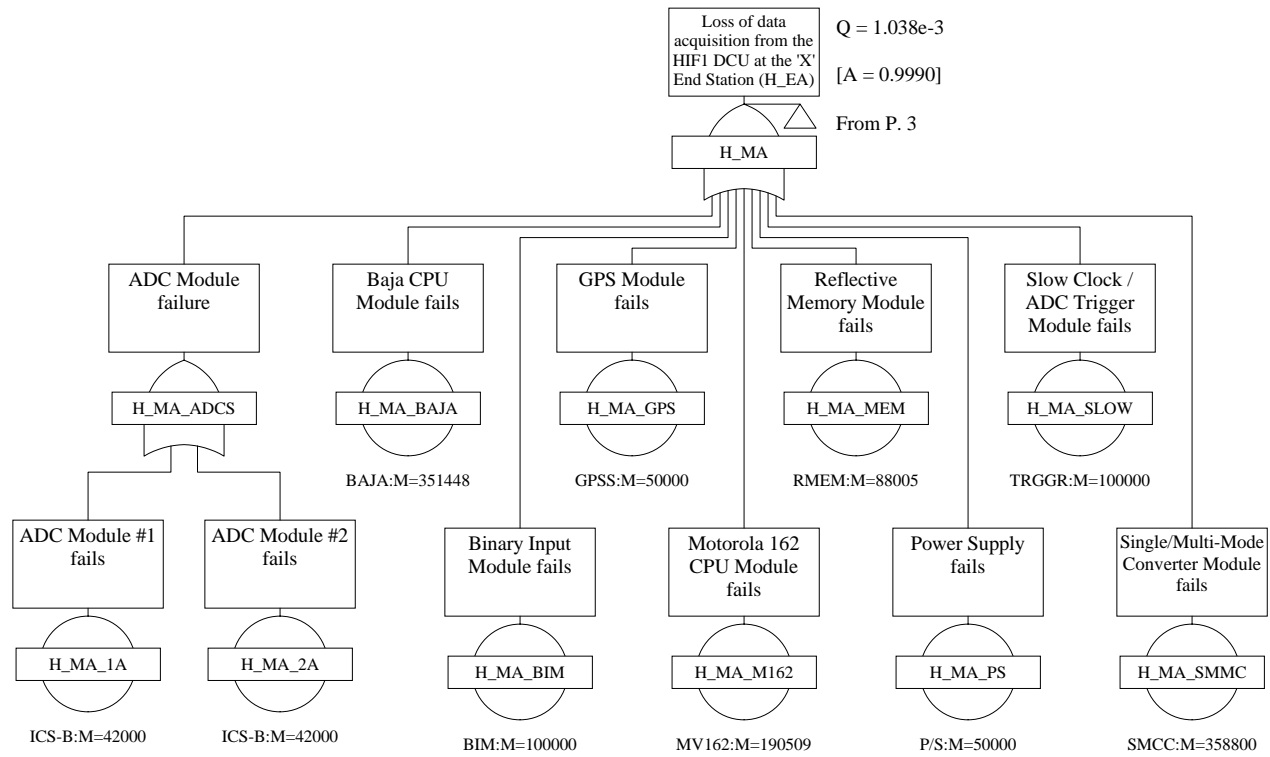 Loss of data
acquisition from the
HIF1 DCU at the 'X'
End Station (H_EA)
Q = 1.038e-3
[A = 0.9990]
From P. 3
H_MA
ADC Module
failure
H_MA_ADCS
Baja CPU
Module fails
H_MA_BAJA
BAJA:M=351448
GPS Module
fails
H_MA_GPS
GPSS:M=50000
Reflective
Memory Module
fails
H_MA_MEM
RMEM:M=88005
Slow Clock /
ADC Trigger
Module fails
H_MA_SLOW
TRGGR:M=100000
ADC Module #1
fails
H_MA_1A
ICS-B:M=42000
ADC Module #2
fails
H_MA_2A
ICS-B:M=42000
Binary Input
Module fails
H_MA_BIM
BIM:M=100000
Motorola 162
CPU Module
fails
H_MA_M162
MV162:M=190509
Power Supply
fails
H_MA_PS
P/S:M=50000
Single/Multi-Mode
Converter Module
fails
H_MA_SMMC
SMCC:M=358800